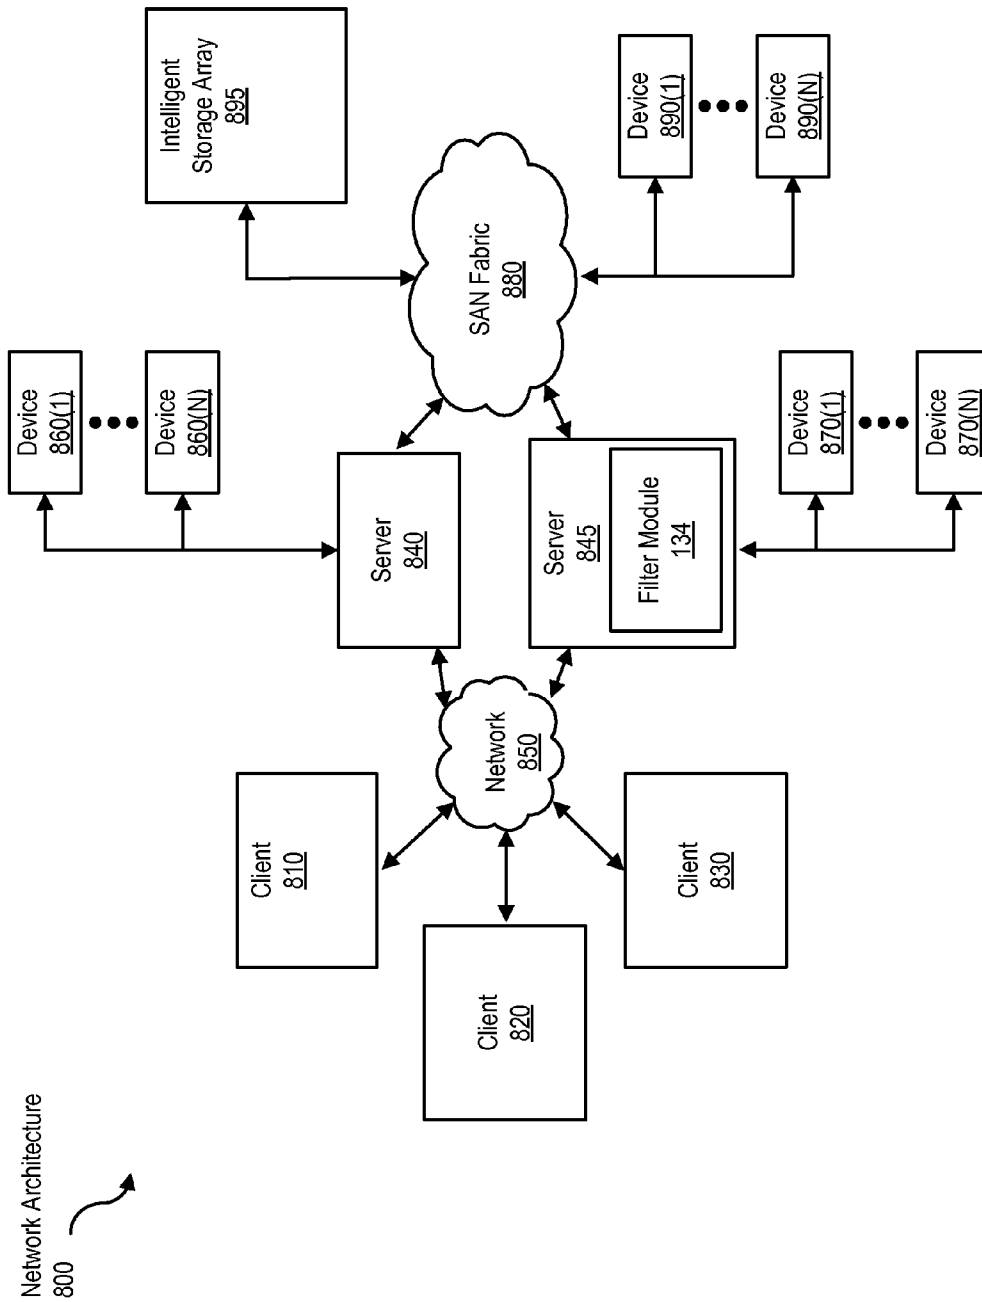 Network Architecture
800
Client
810
Client
820
Client
830
Network
850
Server
840
Server
845
Filter Module
134
Device
860(1)
Device
860(N)
Device
870(1)
Device
870(N)
SAN Fabric
880
Intelligent
Storage Array
895
Device
890(1)
Device
890(N)